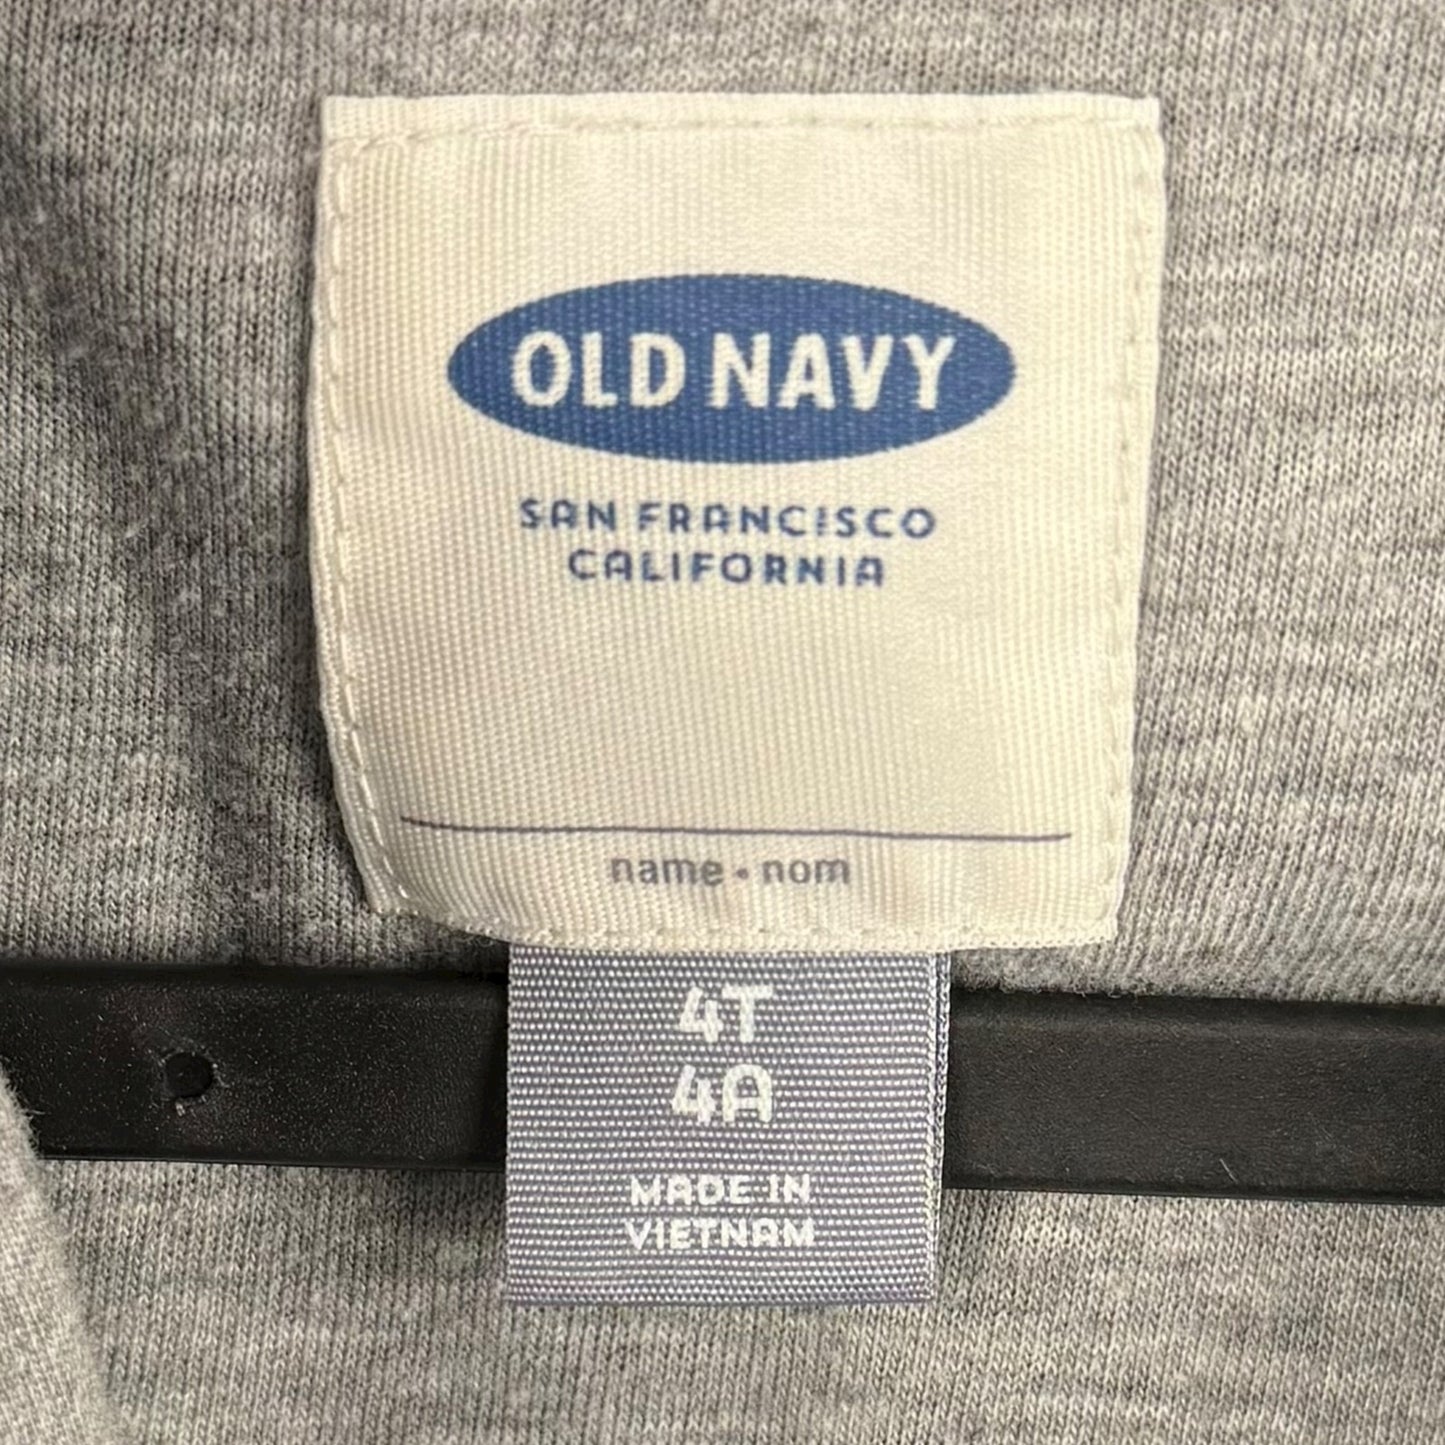 OLD NAVY
SAN FRANCISCO
CALIFORNIA
name • nom
4T
4A
MADE IN
VIETNAM